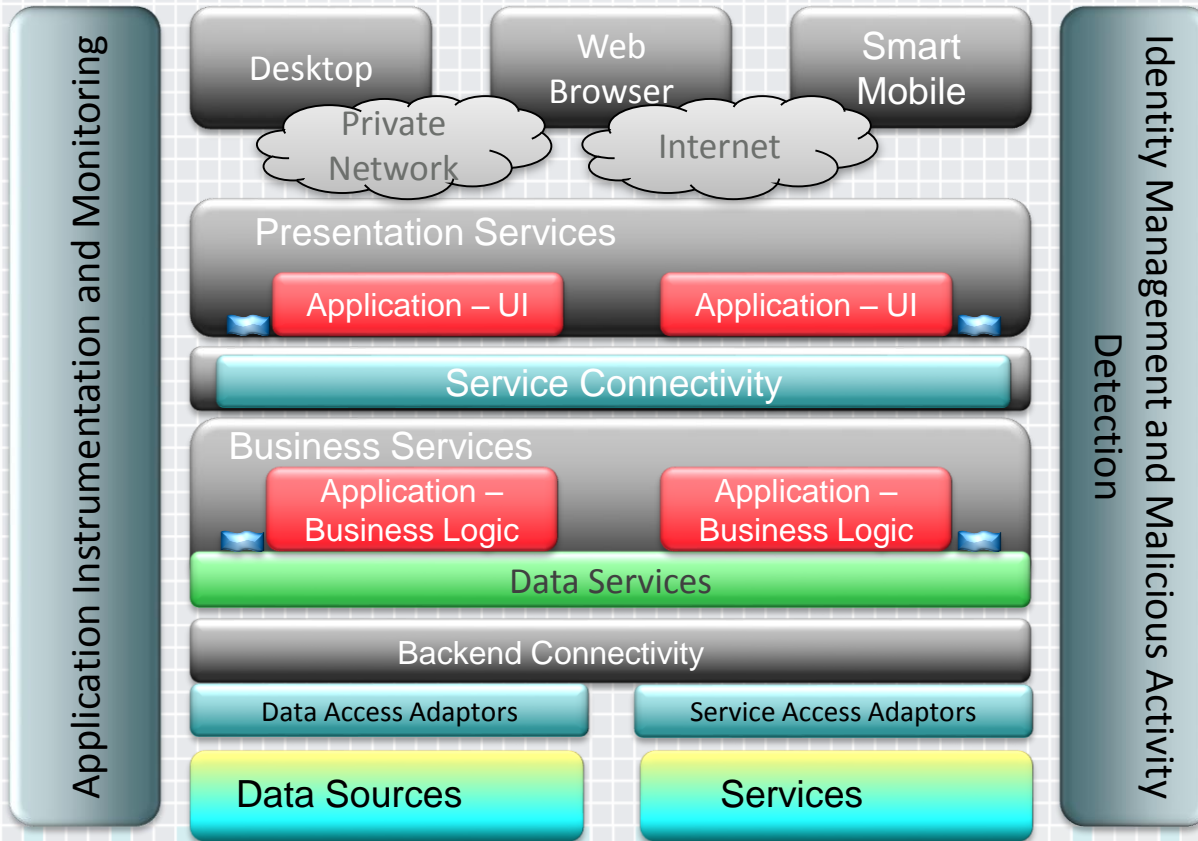 Application Instrumentation and Monitoring
Desktop
Web
Browser
Smart
Mobile
Private
Network
Internet
Presentation Services
Application – UI
Application – UI
Service Connectivity
Business Services
Application –
Business Logic
Application –
Business Logic
Data Services
Backend Connectivity
Data Access Adaptors
Service Access Adaptors
Data Sources
Services
Identity Management and Malicious Activity
Detection